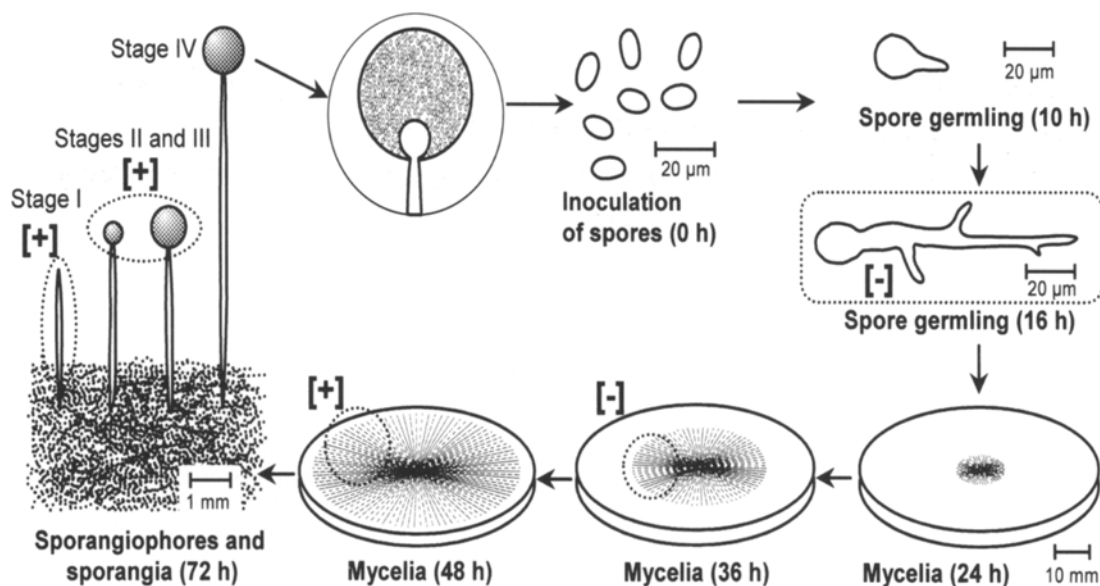 Stage IV
Stages II and III
[+]
Stage I
[+]
20 µm
Inoculation
of spores (0 h)
20 µm
Spore germling (10 h)
[-]
20 µm
Spore germling (16 h)
[+]
[-]
1 mm
10 mm
Sporangiophores and
sporangia (72 h)
Mycelia (48 h)
Mycelia (36 h)
Mycelia (24 h)